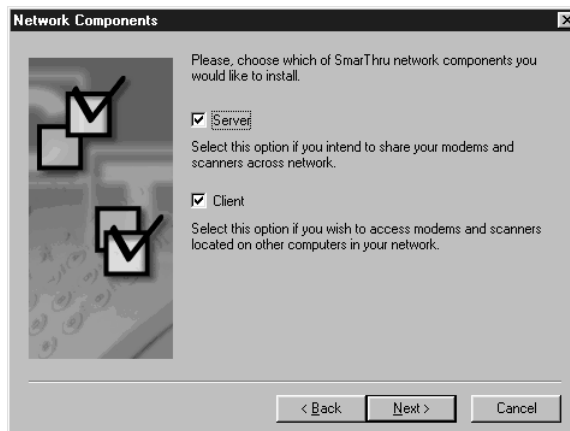 Network Components
Please, choose which of SmarThru network components you
would like to install.
Server
Select this option if you intend to share your modems and
scanners across network.
Client
Select this option if you wish to access modems and scanners
located on other computers in your network.
< Back
Next >
Cancel